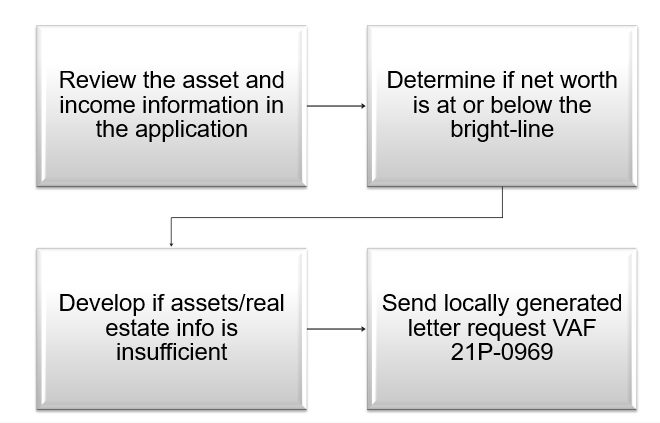 Review the asset and
income information in
the application
Determine if net worth
is at or below the
bright-line
Develop if assets/real
estate info is
insufficient
Send locally generated
letter request VAF
21P-0969